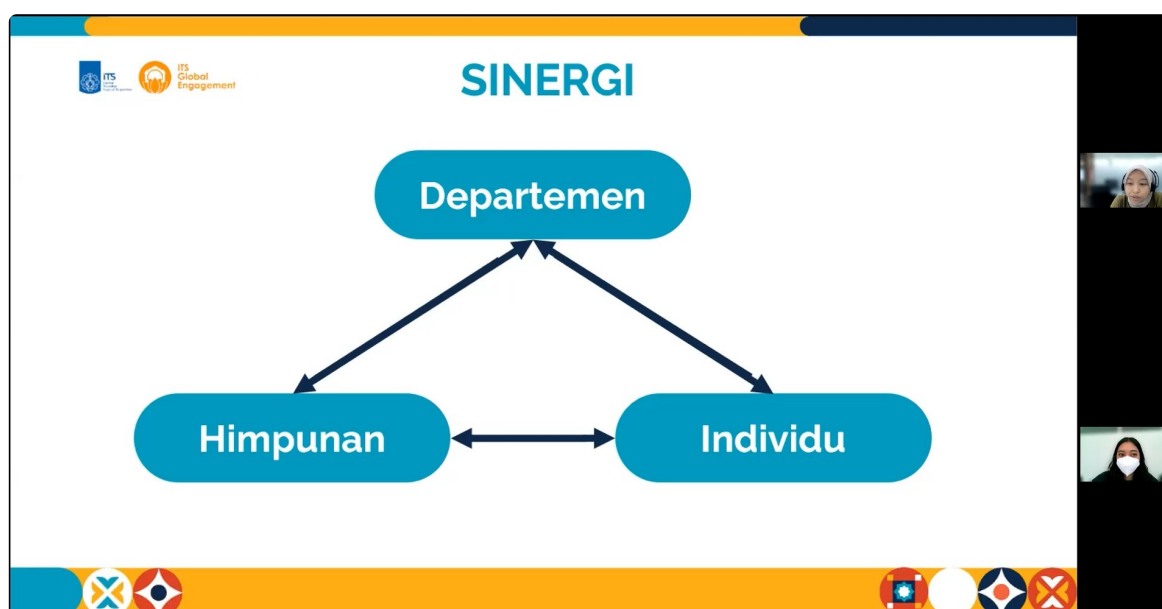 ITS
ITS
Global
Engagement
SINERGI
Departemen
Himpunan
Individu